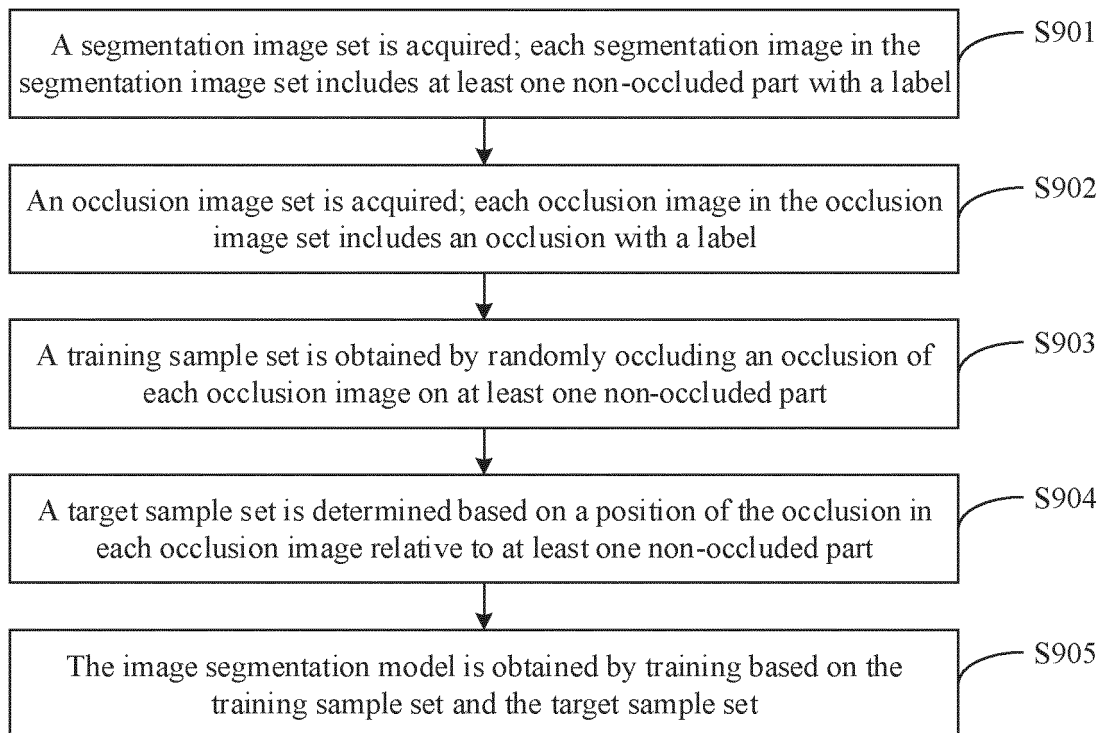 A segmentation image set is acquired; each segmentation image in the
segmentation image set includes at least one non-occluded part with a label
S901
An occlusion image set is acquired; each occlusion image in the occlusion
image set includes an occlusion with a label
S902
A training sample set is obtained by randomly occluding an occlusion of
each occlusion image on at least one non-occluded part
S903
A target sample set is determined based on a position of the occlusion in
each occlusion image relative to at least one non-occluded part
S904
The image segmentation model is obtained by training based on the
training sample set and the target sample set
S905